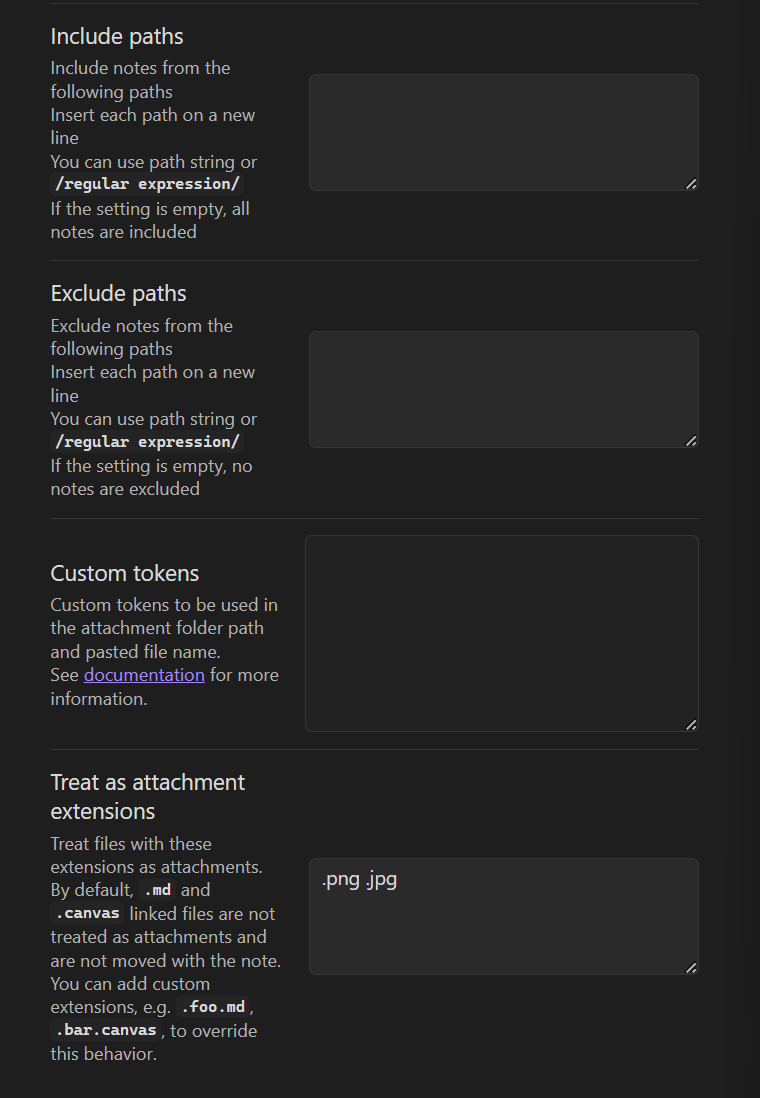 Include paths
Include notes from the
following paths
Insert each path on a new
line
You can use path string or
/regular expression/
If the setting is empty, all
notes are included
Exclude paths
Exclude notes from the
following paths
Insert each path on a new
line
You can use path string or
/regular expression/
If the setting is empty, no
notes are excluded
Custom tokens
Custom tokens to be used in
the attachment folder path
and pasted file name.
See documentation for more
information.
Treat as attachment
extensions
Treat files with these
extensions as attachments.
By default, .md and
.canvas linked files are not
treated as attachments and
are not moved with the note.
You can add custom
extensions, e.g. .foo.md,
.bar.canvas, to override
this behavior.
.png .jpg